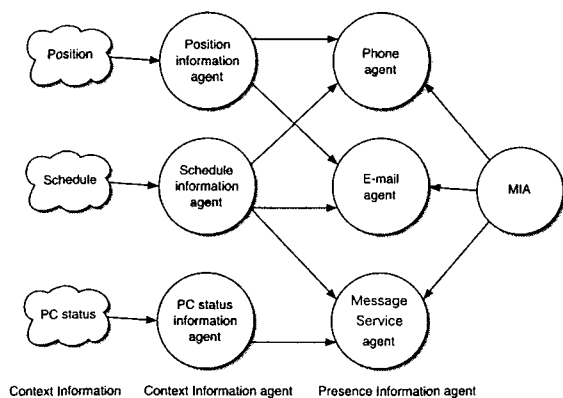 Position
Position
information
agent
Phone
agent
Schedule
Schedule
information
agent
E-mail
agent
MIA
PC status
PC status
information
agent
Message
Service
agent
Context Information
Context Information agent
Presence Information agent